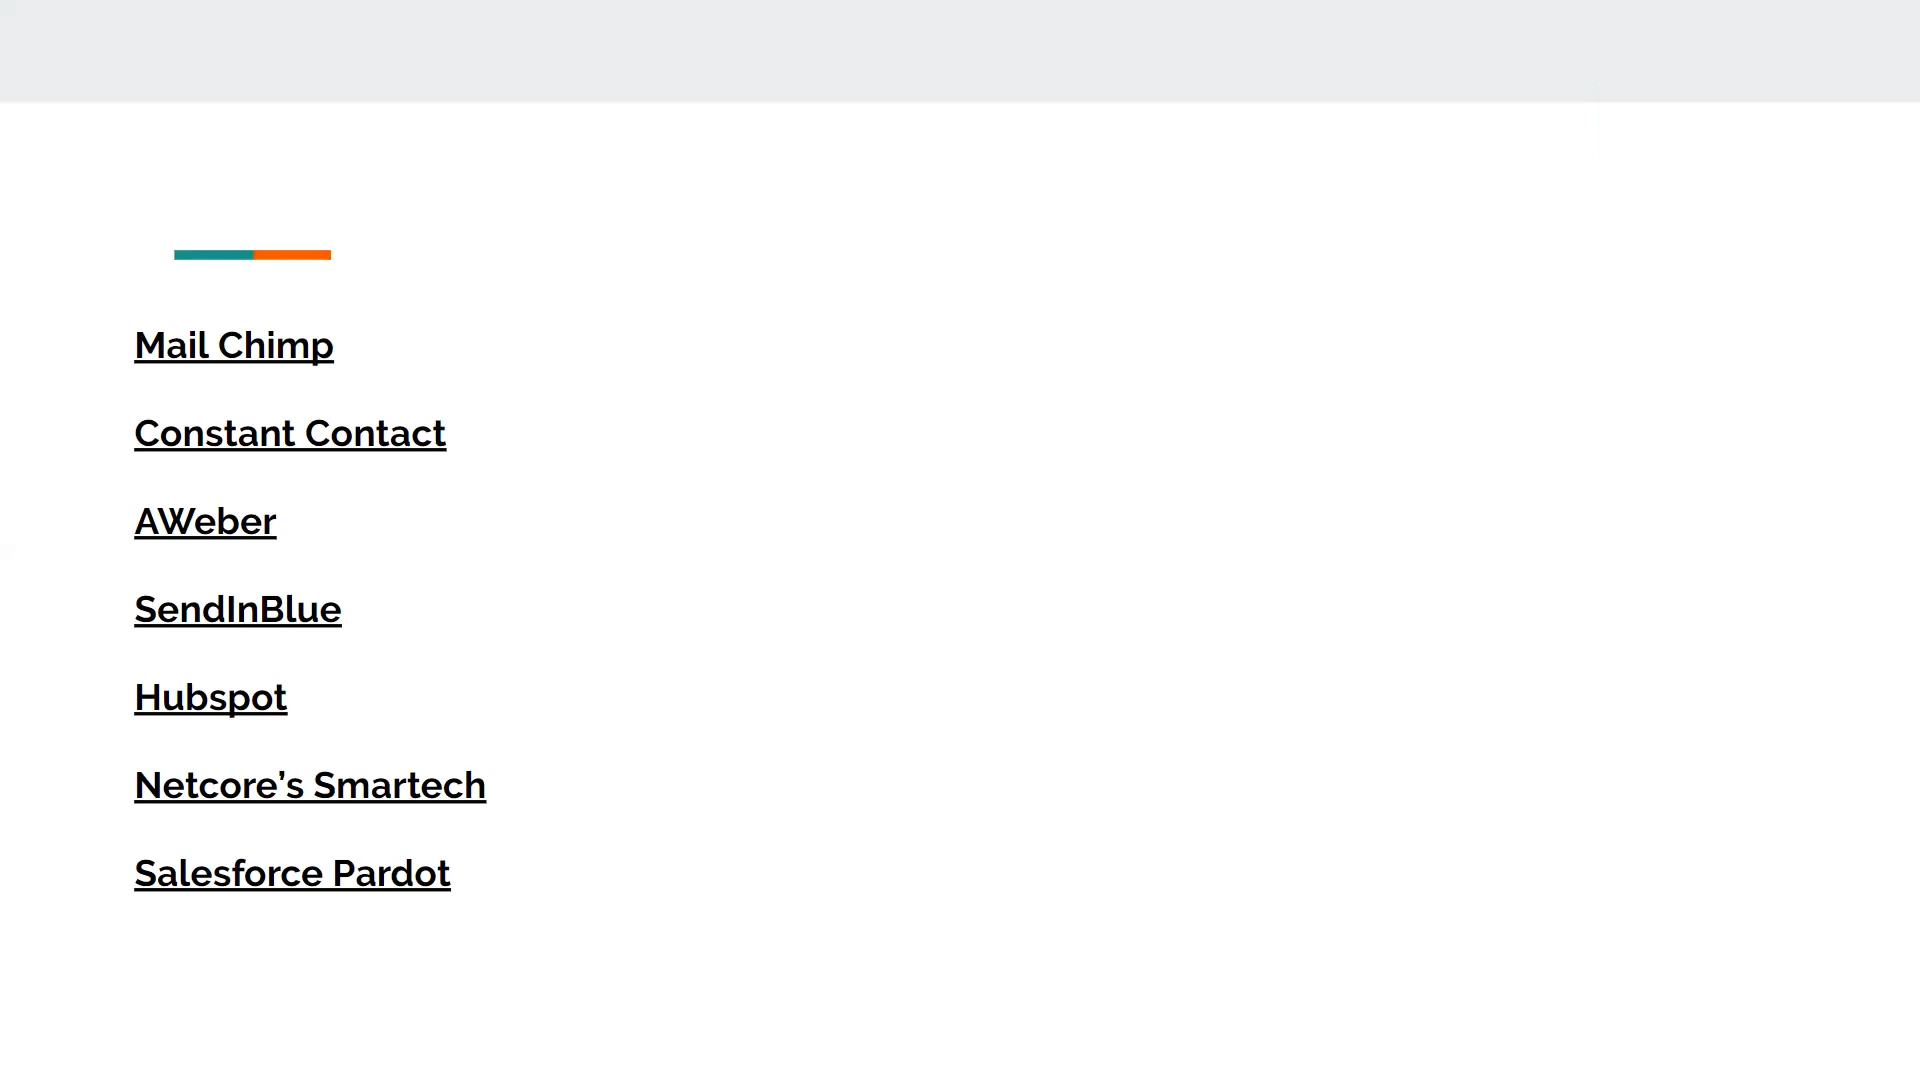 Mail Chimp
Constant Contact
AWeber
SendInBlue
Hubspot
Netcore’s Smartech
Salesforce Pardot